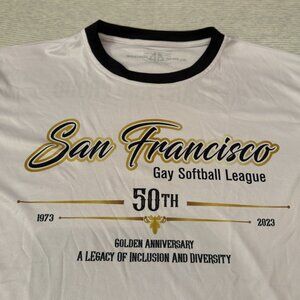 San Francisco
Gay Softball League
50TH
1973
2023
GOLDEN ANNIVERSARY
A LEGACY OF INCLUSION AND DIVERSITY